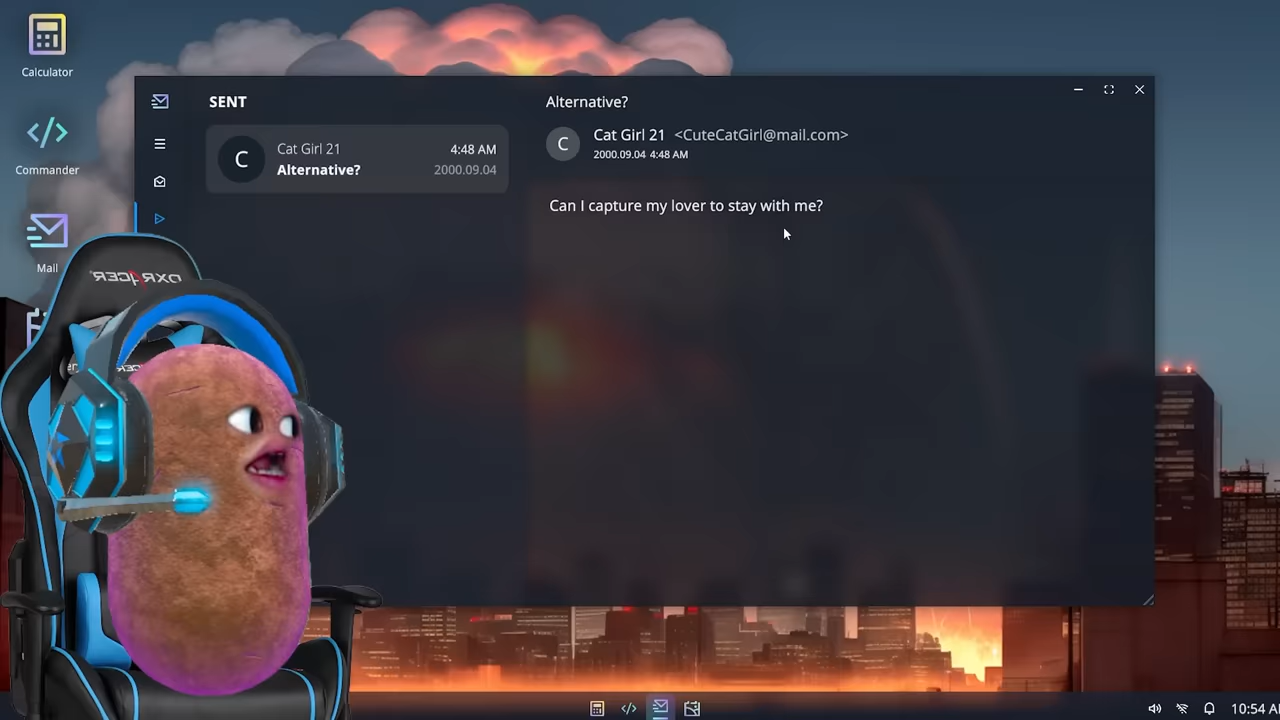 Calculator
Commander
Mail
SENT
Cat Girl 21
4:48 AM
Alternative?
2000.09.04
C
Alternative?
C
Cat Girl 21 <CuteCatGirl@mail.com>
2000.09.04 4:48 AM
Can I capture my lover to stay with me?
DXRACER
10:54 A